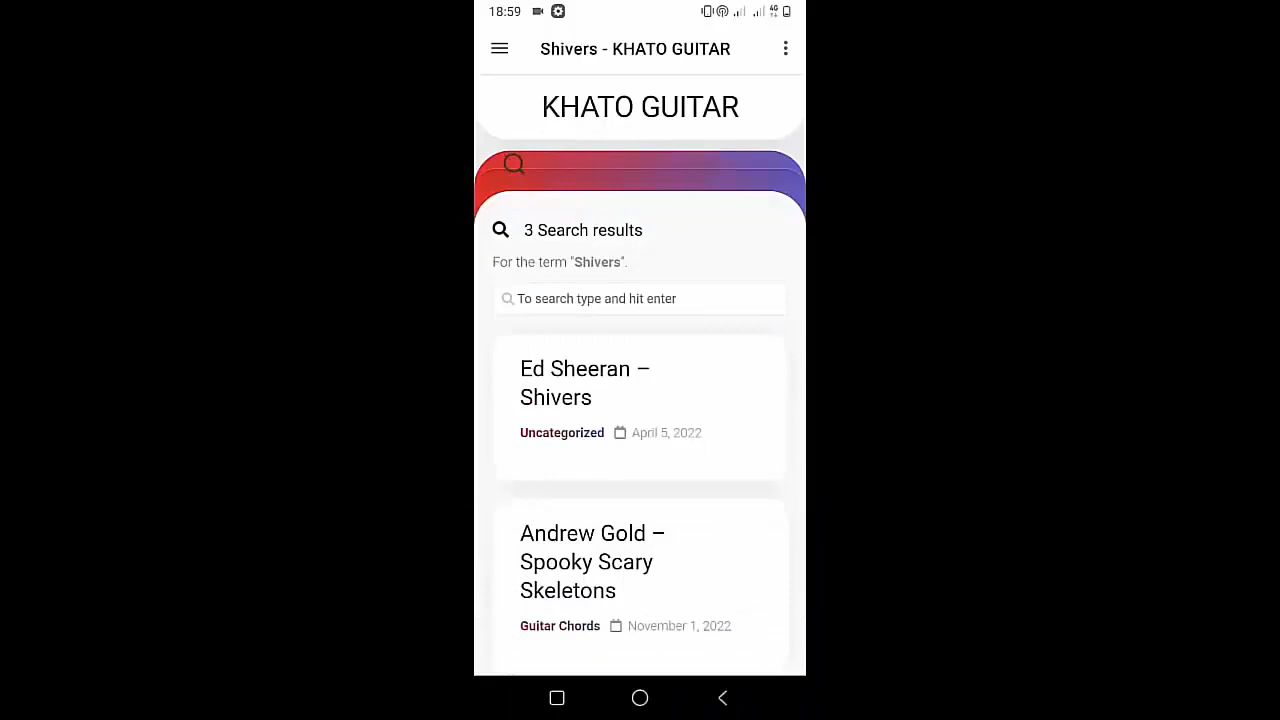 18:59
4G
Shivers - KHATO GUITAR
KHATO GUITAR
3 Search results
For the term "Shivers".
To search type and hit enter
Ed Sheeran –
Shivers
Uncategorized April 5, 2022
Andrew Gold –
Spooky Scary
Skeletons
Guitar Chords November 1, 2022